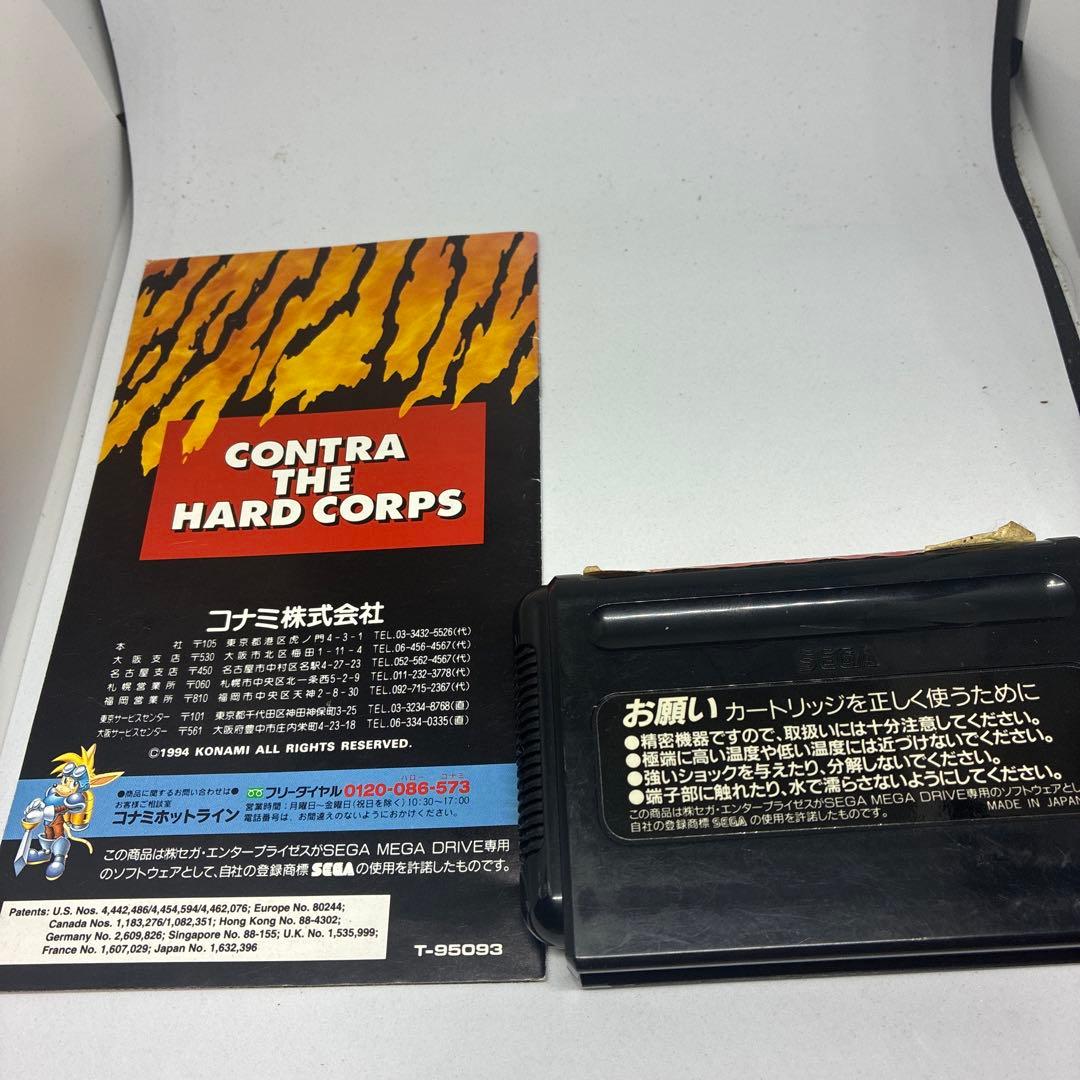 CONTRA
THE
HARD CORPS
コナミ株式会社
本 社 〒105 東京都港区虎ノ門4-3-1 TEL.03-3432-5526(代)
大阪支店 〒530 大阪市北区梅田1-11-4 TEL.06-456-4567(代)
名古屋支店 〒450 名古屋市中村区名駅4-27-23 TEL.052-562-4567(代)
札幌営業所 〒060 札幌市中央区北一条西5-2-9 TEL.011-232-3778(代)
福岡営業所 〒810 福岡市中央区天神2-8-30 TEL.092-715-2367(代)
東京サービスセンター 〒101 東京都千代田区神田神保町3-25 TEL.03-3234-8768(直)
大阪サービスセンター 〒561 大阪府豊中市庄内栄町4-23-18 TEL.06-334-0335(直)
©1994 KONAMI ALL RIGHTS RESERVED.
●商品に関するお問い合わせは●
お客様ご相談室
コナミホットライン
ハロー コナミ
フリーダイヤル 0120-086-573
営業時間:月曜日~金曜日(祝日を除く)10:30~17:00
電話番号は、お間違えのないようにおかけください。
この商品は㈱セガ・エンタープライゼスがSEGA MEGA DRIVE専用
のソフトウェアとして、自社の登録商標 SEGA の使用を許諾したものです。
Patents: U.S. Nos. 4,442,486/4,454,594/4,462,076; Europe No. 80244;
Canada Nos. 1,183,276/1,082,351; Hong Kong No. 88-4302;
Germany No. 2,609,826; Singapore No. 88-155; U.K. No. 1,535,999;
France No. 1,607,029; Japan No. 1,632,396
T-95093
SEGA
お願い カートリッジを正しく使うために
●精密機器ですので、取扱いには十分注意してください。
●極端に高い温度や低い温度には近づけないでください。
●強いショックを与えたり、分解しないでください。
●端子部に触れたり、水で濡らさないようにしてください。
この商品は㈱セガ・エンタープライゼスがSEGA MEGA DRIVE専用のソフトウェアとし
自社の登録商標 SEGA の使用を許諾したものです。
MADE IN JAPAN